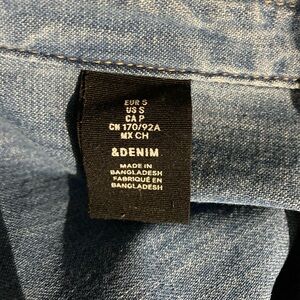 EUR S
US S
CA P
CN 170/92A
MX CH
&DENIM
MADE IN
BANGLADESH
FABRIQUÉ EN
BANGLADESH